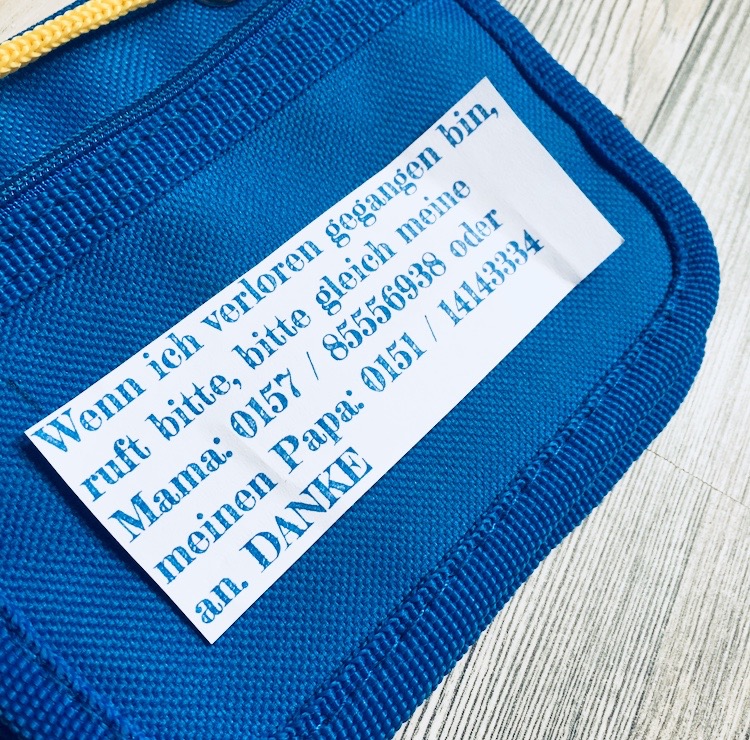 Wenn ich verloren gegangen bin,
ruft bitte, bitte gleich meine
Mama: 0157 / 85556938 oder
meinen Papa: 0151 / 14143334
an. DANKE